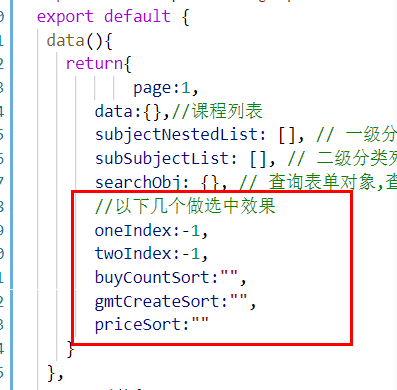 export default {
data(){
return{
page:1,
data:{},//课程列表
subjectNestedList: [], // 一级分
subSubjectList: [], // 二级分类列
searchObj: {}, // 查询表单对象,查
//以下几个做选中效果
oneIndex:-1,
twoIndex:-1,
buyCountSort:"",
gmtCreateSort:"",
priceSort:""
}
},